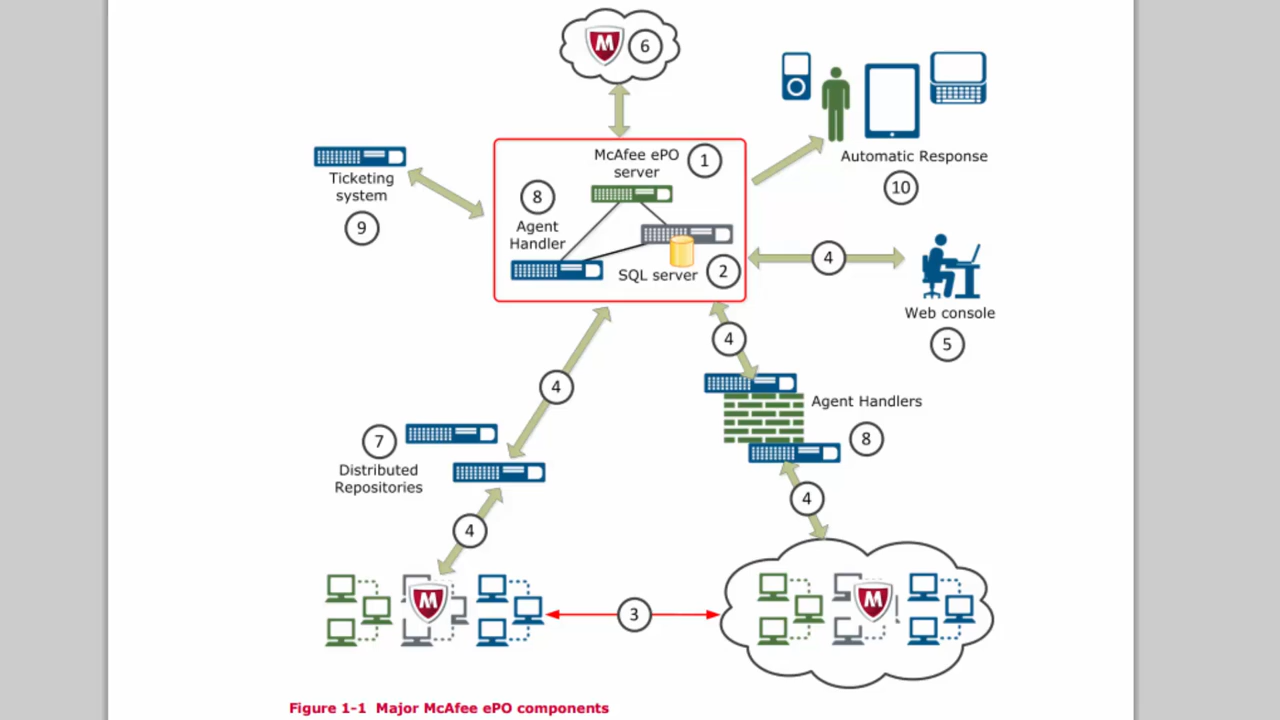 M
6
McAfee ePO
server
1
Automatic Response
10
Ticketing
system
9
8
Agent
Handler
SQL server
2
4
Web console
5
4
4
Agent Handlers
8
7
Distributed
Repositories
4
4
M
3
M
Figure 1-1 Major McAfee ePO components